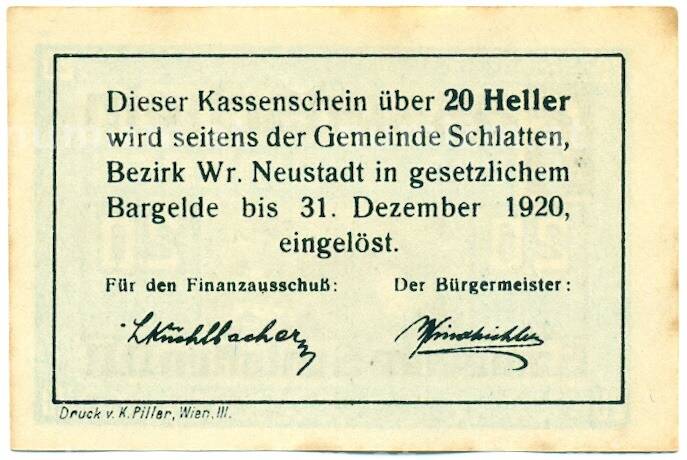 Dieser Kassenschein über 20 Heller
wird seitens der Gemeinde Schlatten,
Bezirk Wr. Neustadt in gesetzlichem
Bargelde bis 31. Dezember 1920,
eingelöst.
Für den Finanzausschuß: Der Bürgermeister:
Druck v. K. Piller, Wien, III.